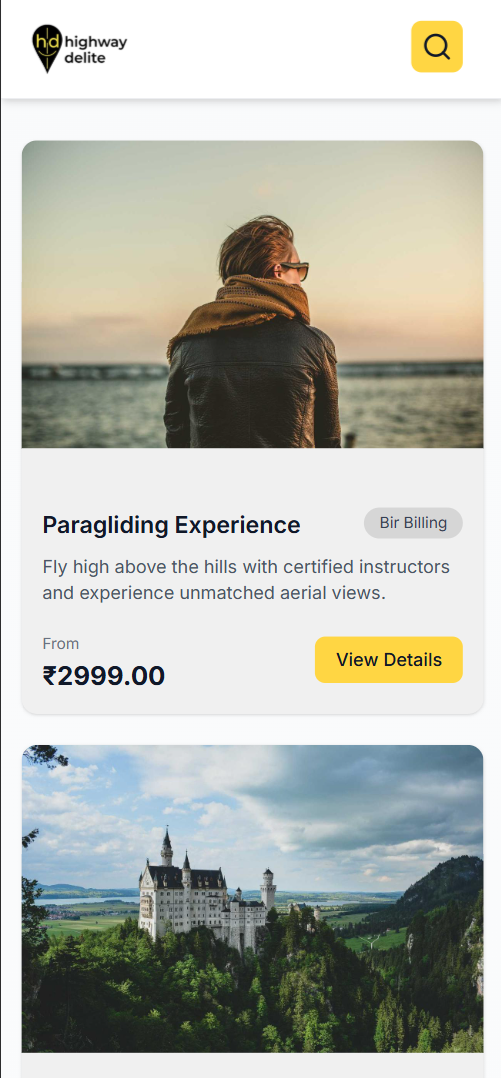 hd highway
delite
Paragliding Experience
Bir Billing
Fly high above the hills with certified instructors
and experience unmatched aerial views.
From
₹2999.00
View Details